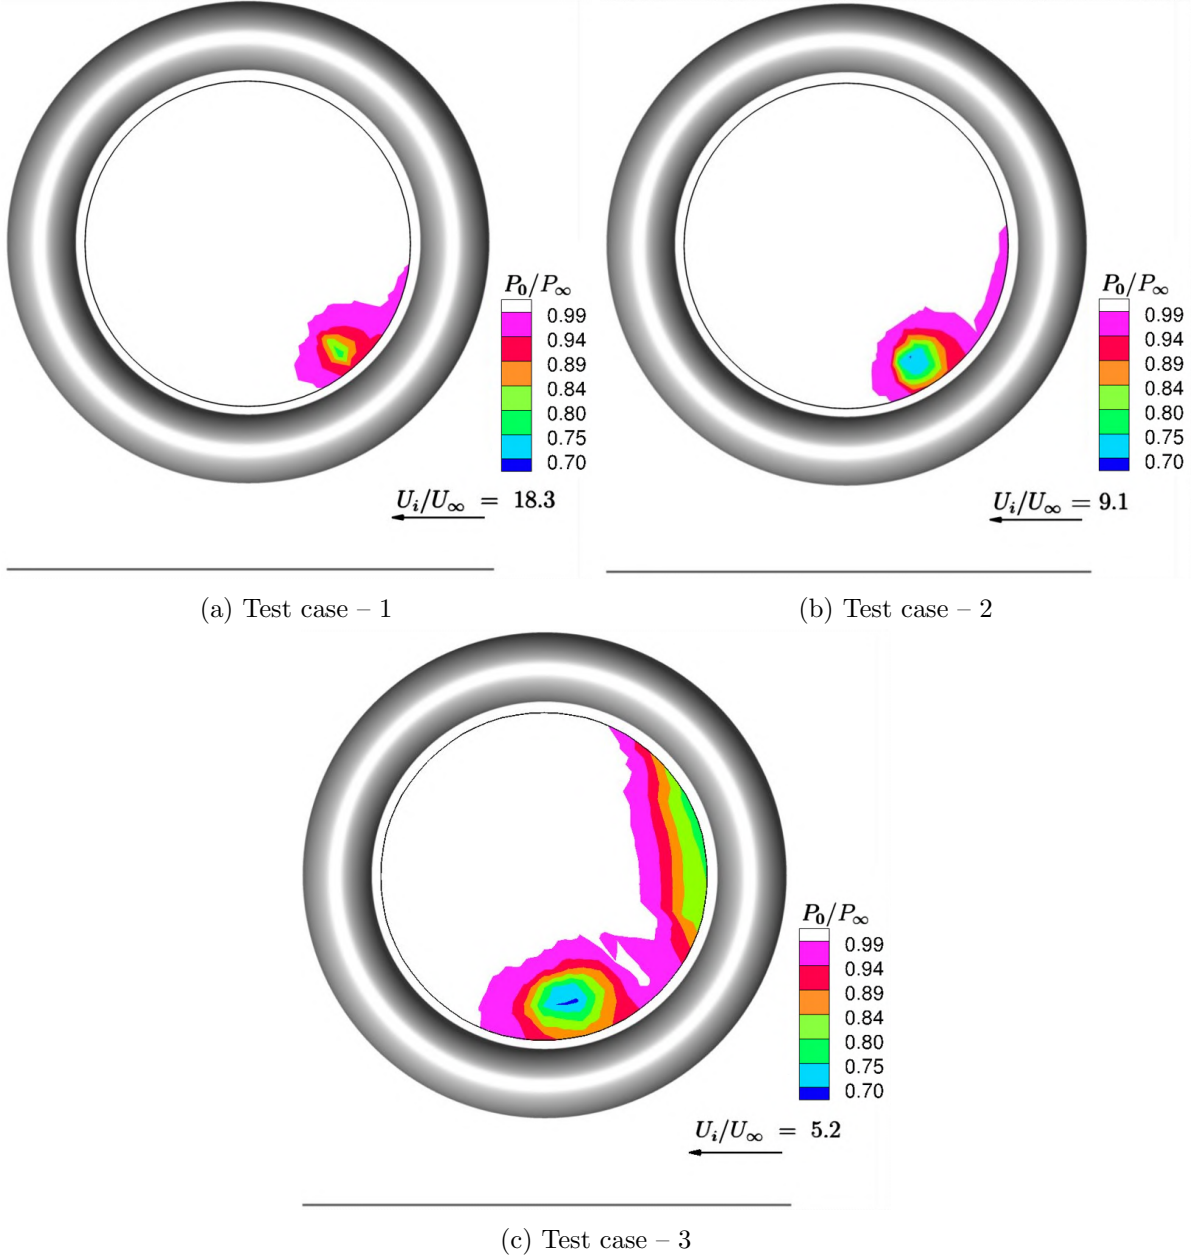 P₀/P∞
0.99
0.94
0.89
0.84
0.80
0.75
0.70
Uᵢ/U∞ = 18.3
(a) Test case – 1
P₀/P∞
0.99
0.94
0.89
0.84
0.80
0.75
0.70
Uᵢ/U∞ = 9.1
(b) Test case – 2
P₀/P∞
0.99
0.94
0.89
0.84
0.80
0.75
0.70
Uᵢ/U∞ = 5.2
(c) Test case – 3